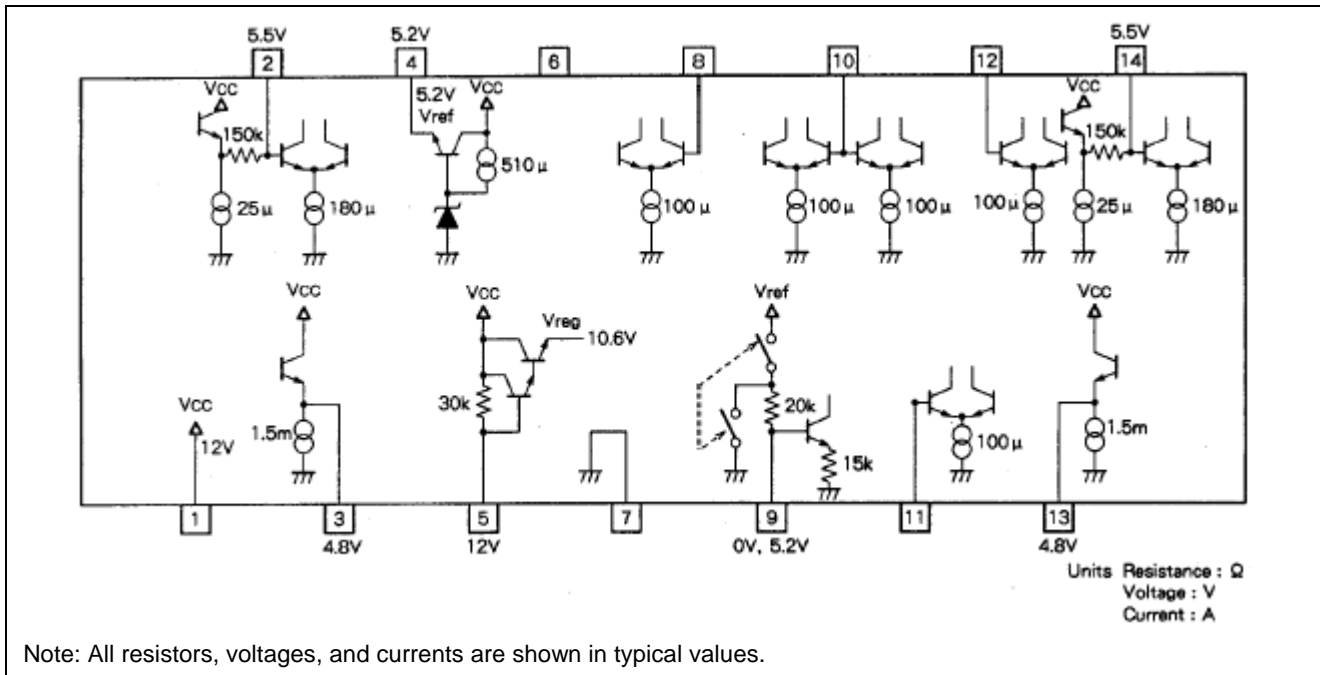 5.5V 5.2V 5.5V
2 4 6 8 10 12 14
Vcc 5.2V Vcc Vcc
Vref
150k 150k
510μ
25μ 180μ 100μ 100μ 100μ 100μ 25μ 180μ
Vcc Vcc Vref Vcc
Vreg
10.6V
Vcc 30k 20k
12V 1.5m 100μ 1.5m
15k
1 3 5 7 9 11 13
4.8V 12V 0V, 5.2V 4.8V
Units Resistance : Ω
Voltage : V
Current : A
Note: All resistors, voltages, and currents are shown in typical values.